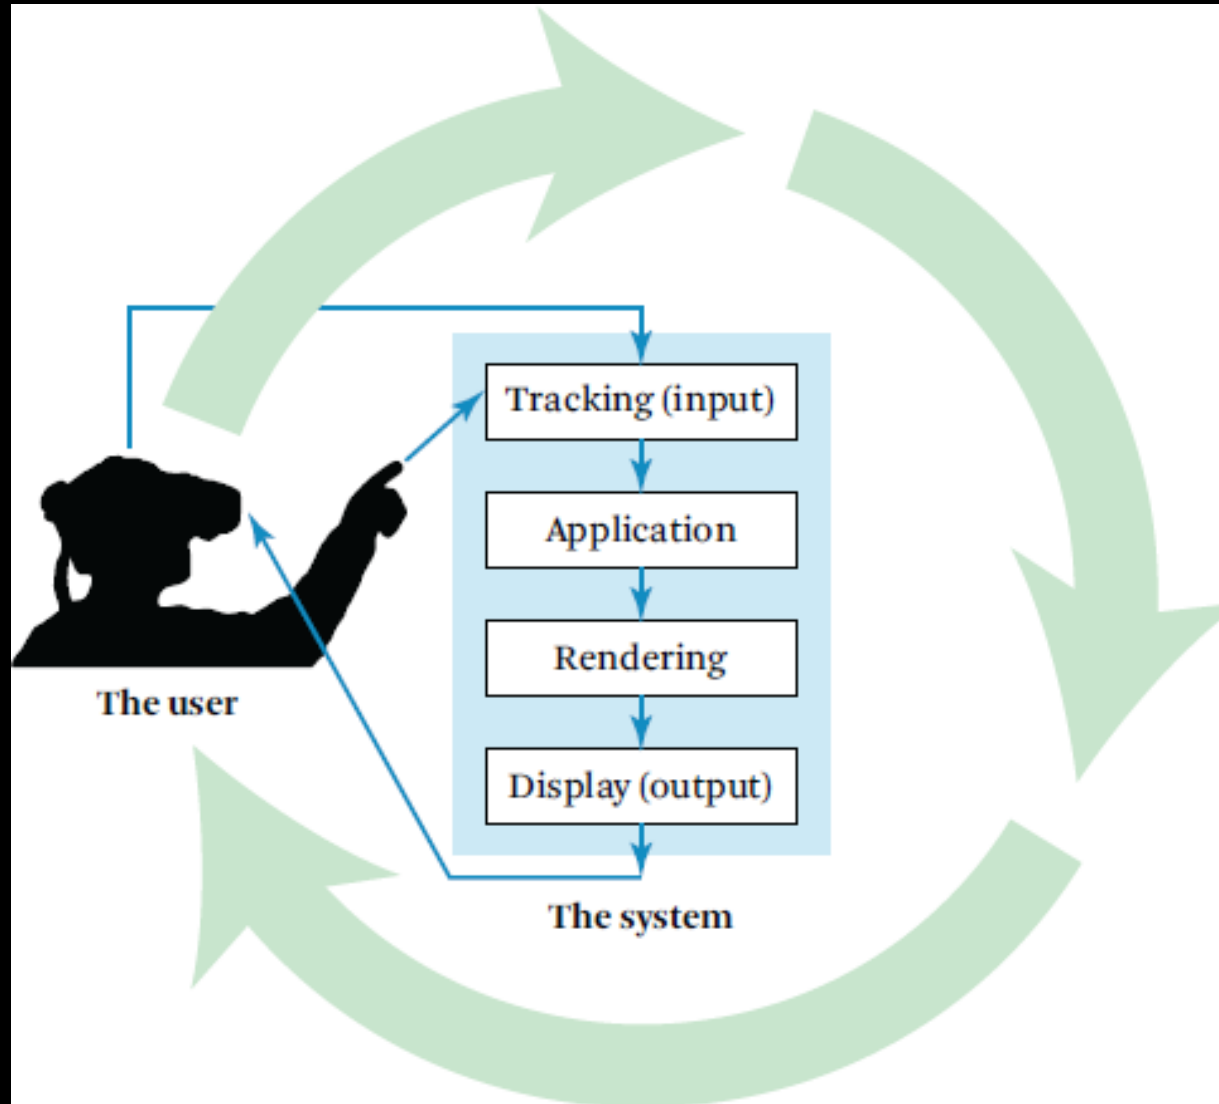 Tracking (input)
Application
Rendering
The user
Display (output)
The system